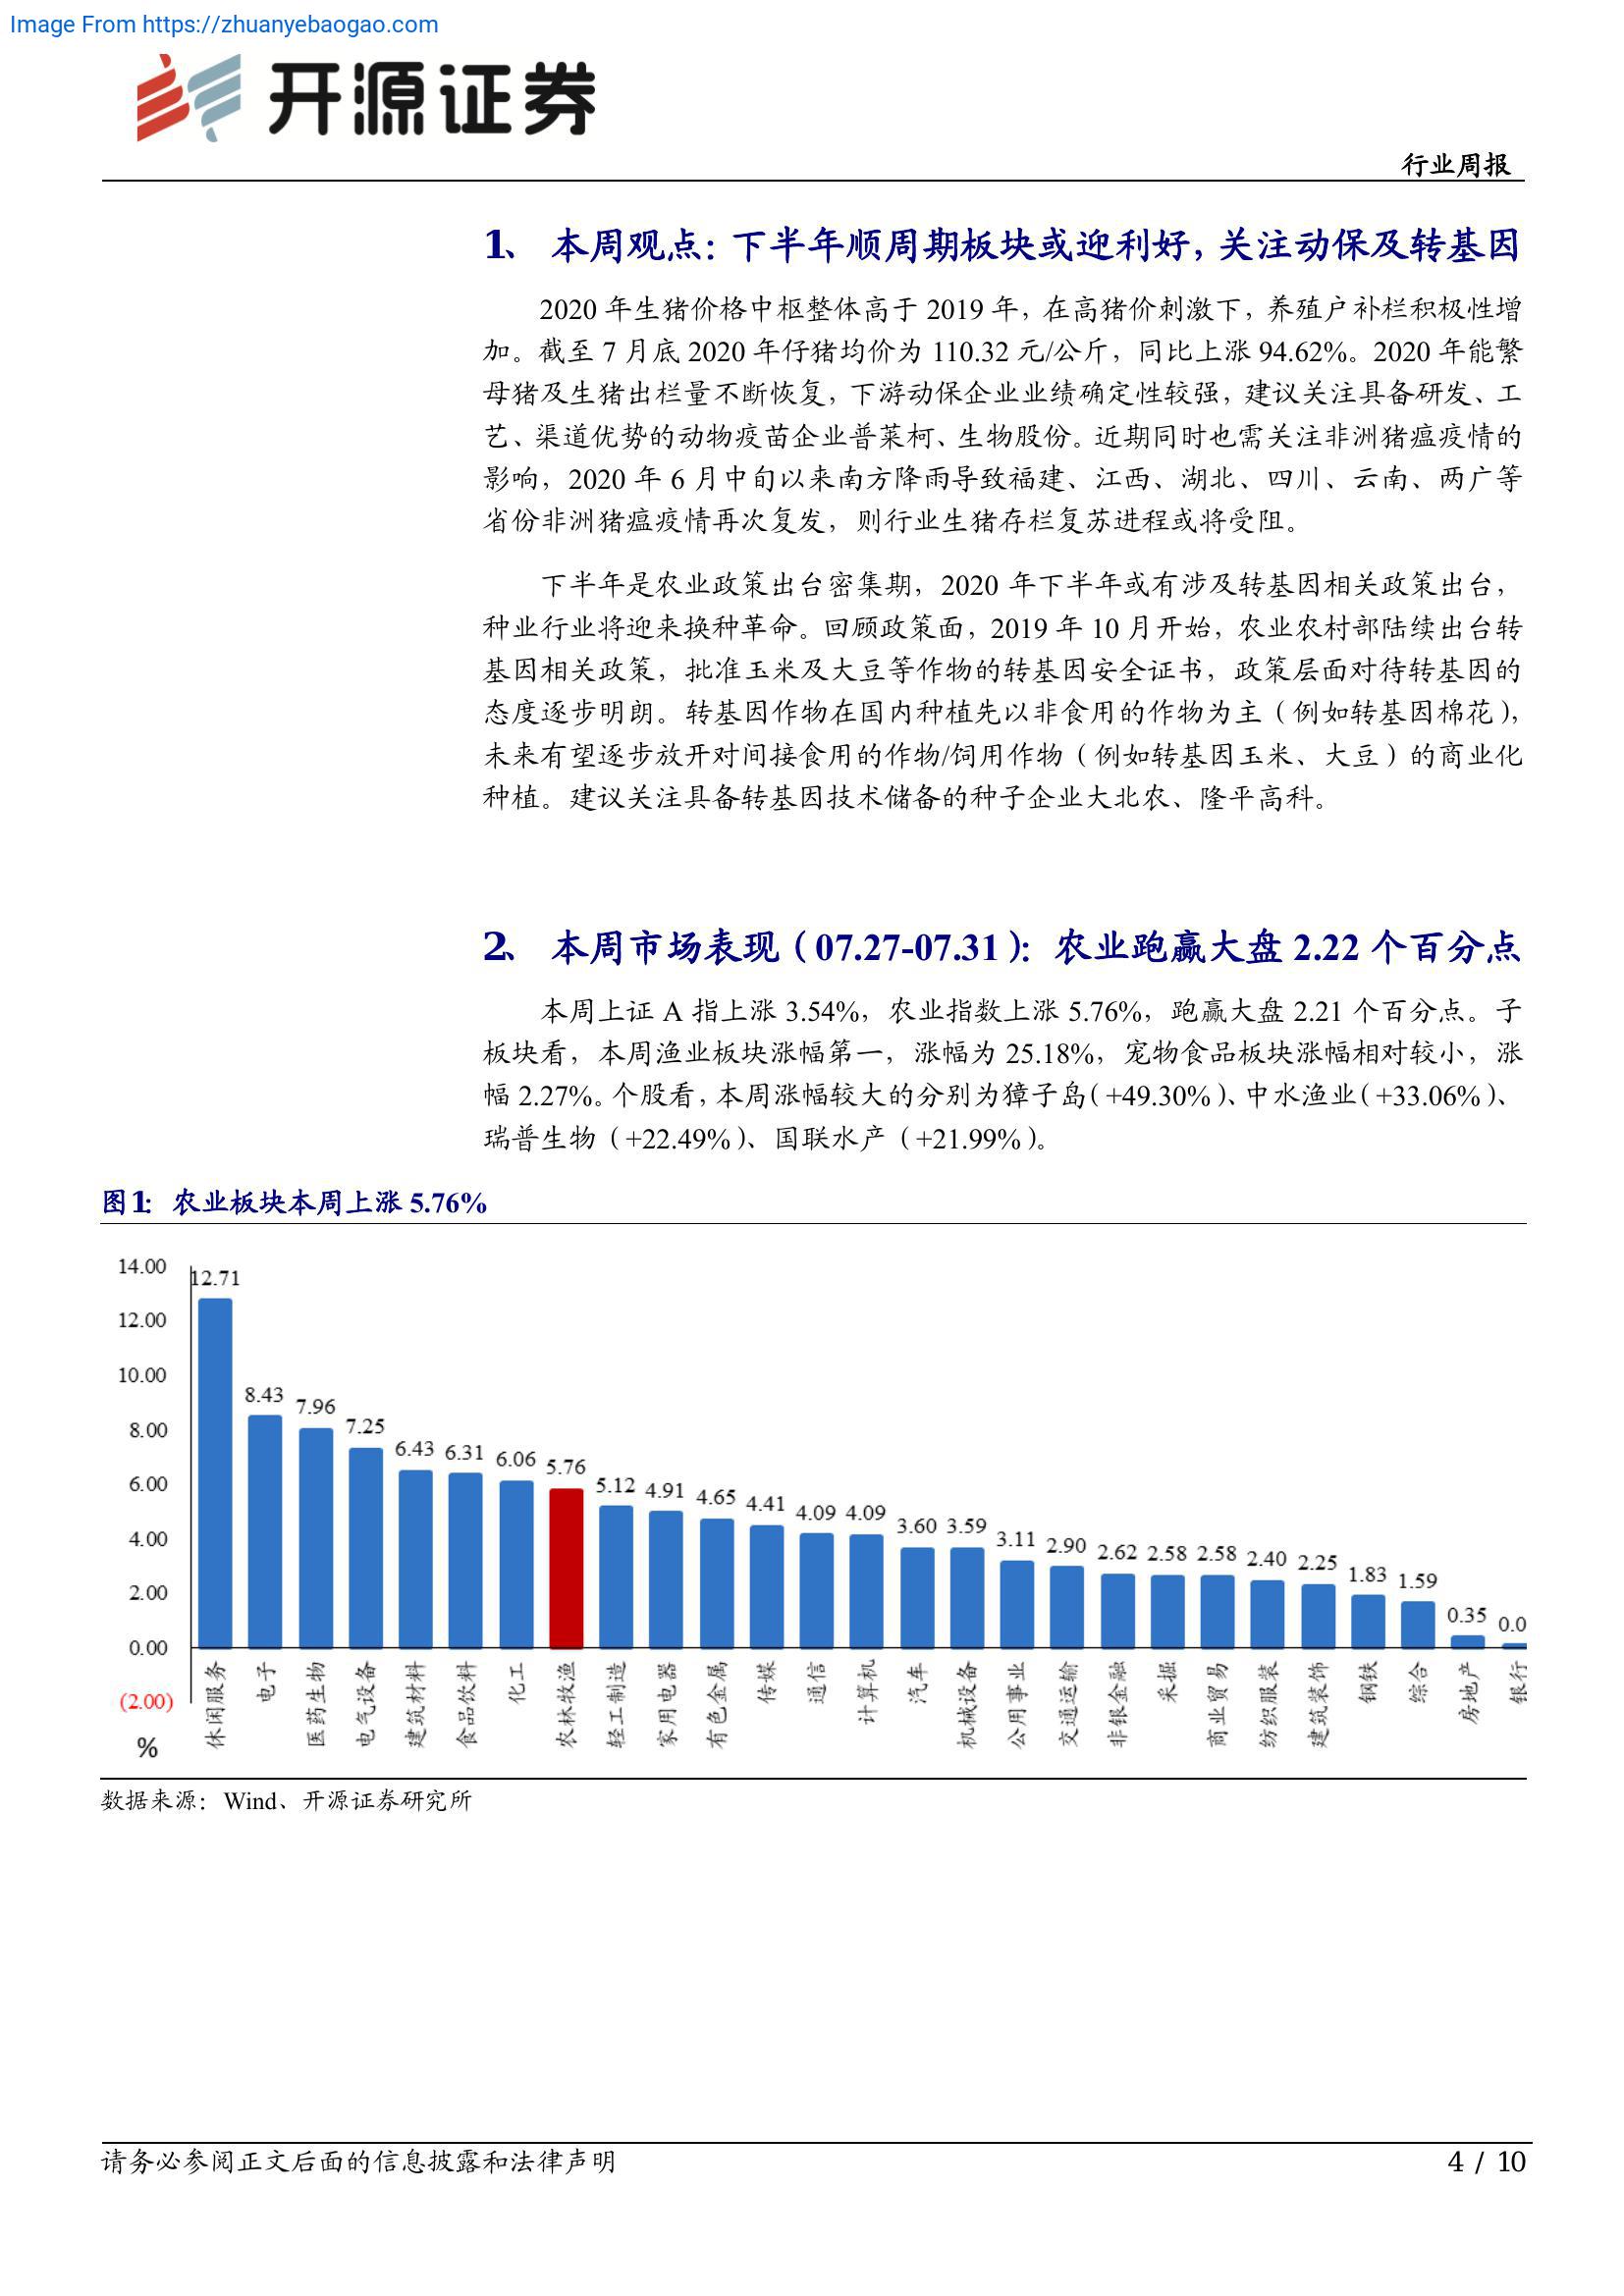 Image From https://zhuanyebaogao.com
开源证券
行业周报
1、 本周观点：下半年顺周期板块或迎利好，关注动保及转基因
2020 年生猪价格中枢整体高于 2019 年，在高猪价刺激下，养殖户补栏积极性增
加。截至 7 月底 2020 年仔猪均价为 110.32 元/公斤，同比上涨 94.62%。2020 年能繁
母猪及生猪出栏量不断恢复，下游动保企业业绩确定性较强，建议关注具备研发、工
艺、渠道优势的动物疫苗企业普莱柯、生物股份。近期同时也需关注非洲猪瘟疫情的
影响，2020 年 6 月中旬以来南方降雨导致福建、江西、湖北、四川、云南、两广等
省份非洲猪瘟疫情再次复发，则行业生猪存栏复苏进程或将受阻。
下半年是农业政策出台密集期，2020 年下半年或有涉及转基因相关政策出台，
种业行业将迎来换种革命。回顾政策面，2019 年 10 月开始，农业农村部陆续出台转
基因相关政策，批准玉米及大豆等作物的转基因安全证书，政策层面对待转基因的
态度逐步明朗。转基因作物在国内种植先以非食用的作物为主（例如转基因棉花），
未来有望逐步放开对间接食用的作物/饲用作物（例如转基因玉米、大豆）的商业化
种植。建议关注具备转基因技术储备的种子企业大北农、隆平高科。
2、 本周市场表现（07.27-07.31）：农业跑赢大盘 2.22 个百分点
本周上证 A 指上涨 3.54%，农业指数上涨 5.76%，跑赢大盘 2.21 个百分点。子
板块看，本周渔业板块涨幅第一，涨幅为 25.18%，宠物食品板块涨幅相对较小，涨
幅 2.27%。个股看，本周涨幅较大的分别为獐子岛（+49.30%）、中水渔业（+33.06%）、
瑞普生物（+22.49%）、国联水产（+21.99%）。
图1：农业板块本周上涨 5.76%
14.00
12.00
10.00
8.00
6.00
4.00
2.00
0.00
(2.00)
%
12.71 8.43 7.96 7.25 6.43 6.31 6.06 5.76 5.12 4.91 4.65 4.41 4.09 4.09 3.60 3.59 3.11 2.90 2.62 2.58 2.58 2.40 2.25 1.83 1.59 0.35 0.0
休闲服务 电子 医药生物 电气设备 建筑材料 食品饮料 化工 农林牧渔 轻工制造 家用电器 有色金属 传媒 通信 计算机 汽车 机械设备 公用事业 交通运输 非银金融 采掘 商业贸易 纺织服装 建筑装饰 钢铁 综合 房地产 银行
数据来源：Wind、开源证券研究所
请务必参阅正文后面的信息披露和法律声明
4 / 10